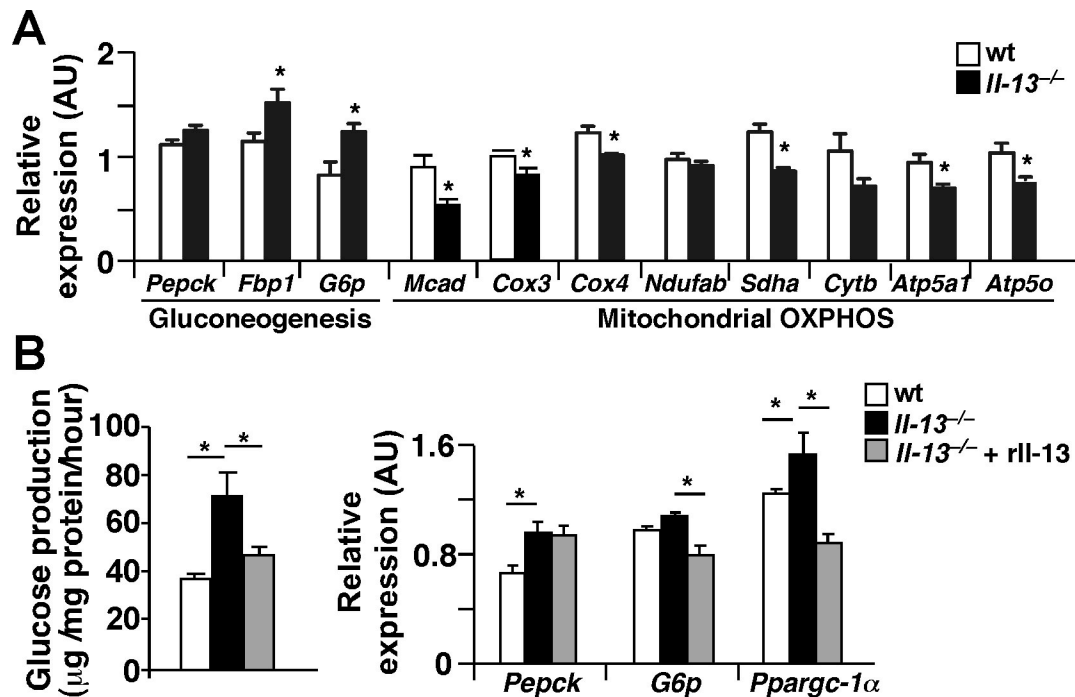 A
Relative
expression (AU)
2
1
0
wt
Il-13–/–
* * * * * * * *
Pepck Fbp1 G6p Mcad Cox3 Cox4 Ndufab Sdha Cytb Atp5a1 Atp5o
Gluconeogenesis Mitochondrial OXPHOS
B
Glucose production
(μg /mg protein/hour)
100
80
60
40
20
0
* *
Relative
expression (AU)
1.6
0.8
0
* * * *
wt
Il-13–/–
Il-13–/– + rIl-13
Pepck G6p Ppargc-1α